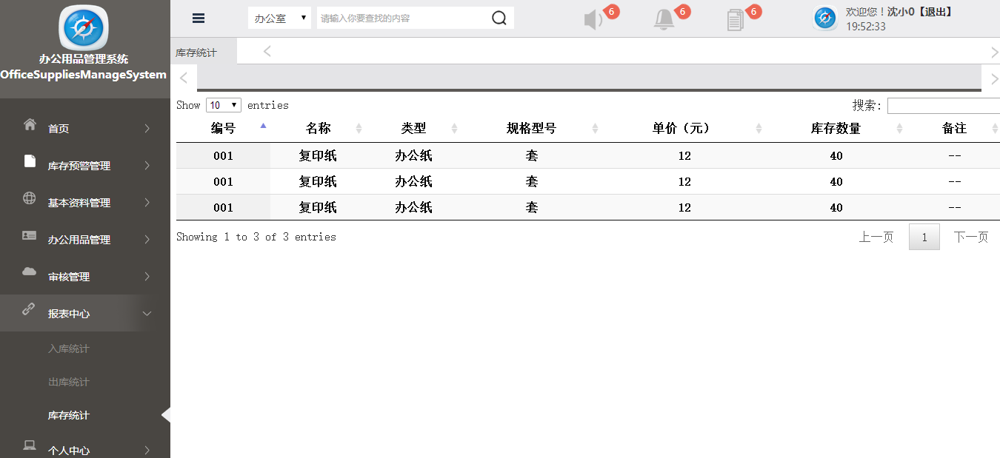 办公用品管理系统
OfficeSuppliesManageSystem
首页
库存预警管理
基本资料管理
办公用品管理
审核管理
报表中心
入库统计
出库统计
库存统计
个人中心
办公室 请输入你要查找的内容 6 6 6 欢迎您！沈小0【退出】
19:52:33
库存统计
Show 10 entries 搜索:
编号 名称 类型 规格型号 单价（元） 库存数量 备注
001 复印纸 办公纸 套 12 40 --
001 复印纸 办公纸 套 12 40 --
001 复印纸 办公纸 套 12 40 --
Showing 1 to 3 of 3 entries 上一页 1 下一页